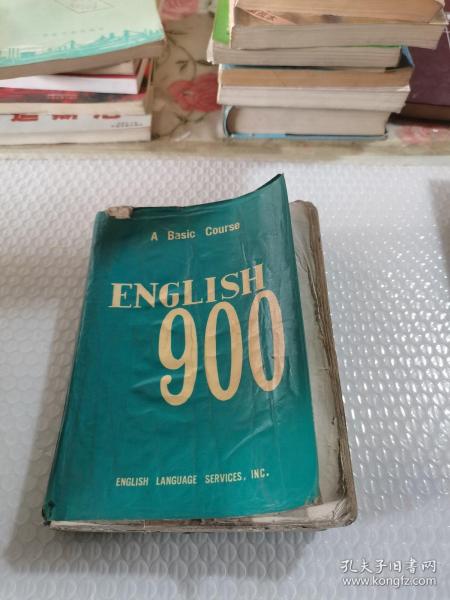 A Basic Course
ENGLISH
900
ENGLISH LANGUAGE SERVICES, INC.
孔夫子旧书网
www.kongfz.com